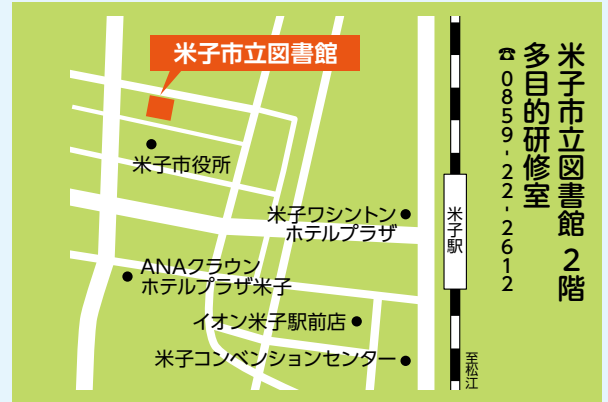 米子市立図書館 2階
多目的研修室
☎ 0859-22-2612
米子市立図書館
米子市役所
米子ワシントン
ホテルプラザ
米子駅
ANAクラウン
ホテルプラザ米子
イオン米子駅前店
米子コンベンションセンター
至松江